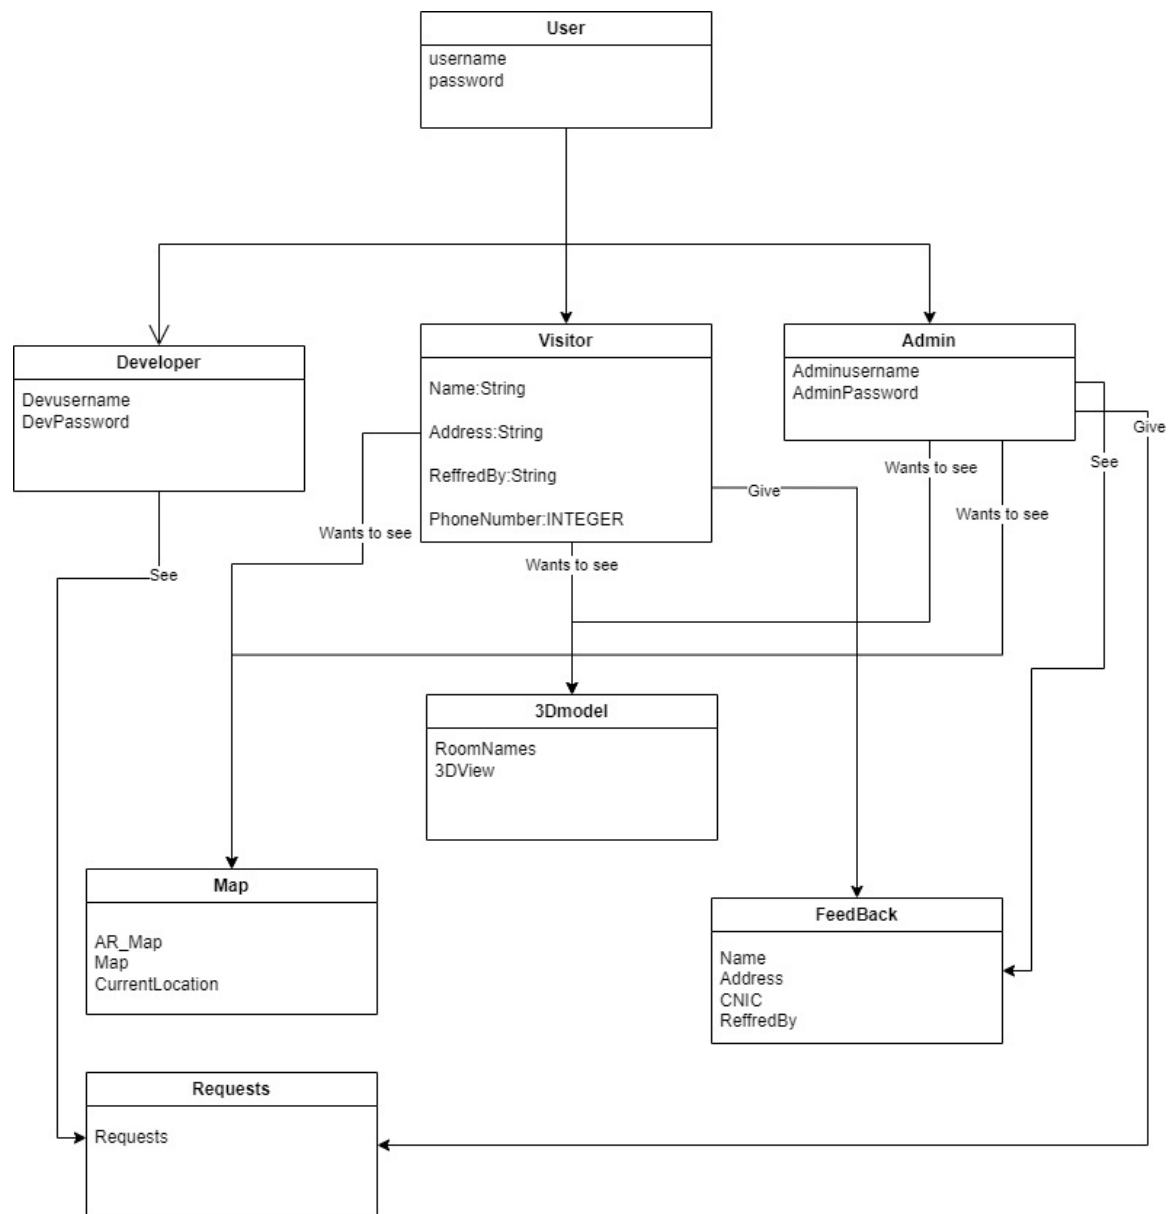 User
username
password
Developer
Devusername
DevPassword
Visitor
Name:String
Address:String
ReffredBy:String
PhoneNumber:INTEGER
Admin
Adminusername
AdminPassword
Give
See
Wants to see
Wants to see
Give
Wants to see
Wants to see
See
3Dmodel
RoomNames
3DView
Map
AR_Map
Map
CurrentLocation
FeedBack
Name
Address
CNIC
ReffredBy
Requests
Requests